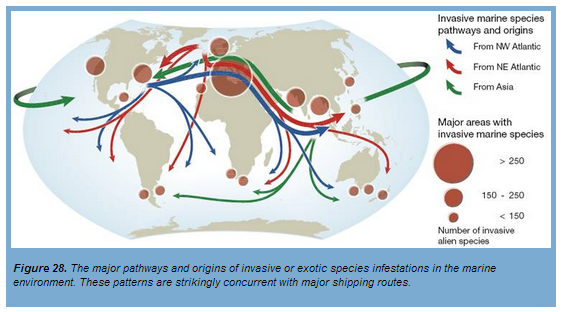 Invasive marine species
pathways and origins
From NW Atlantic
From NE Atlantic
From Asia
Major areas with
invasive marine species
> 250
150 - 250
< 150
Number of invasive
alien species
Figure 28. The major pathways and origins of invasive or exotic species infestations in the marine
environment. These patterns are strikingly concurrent with major shipping routes.